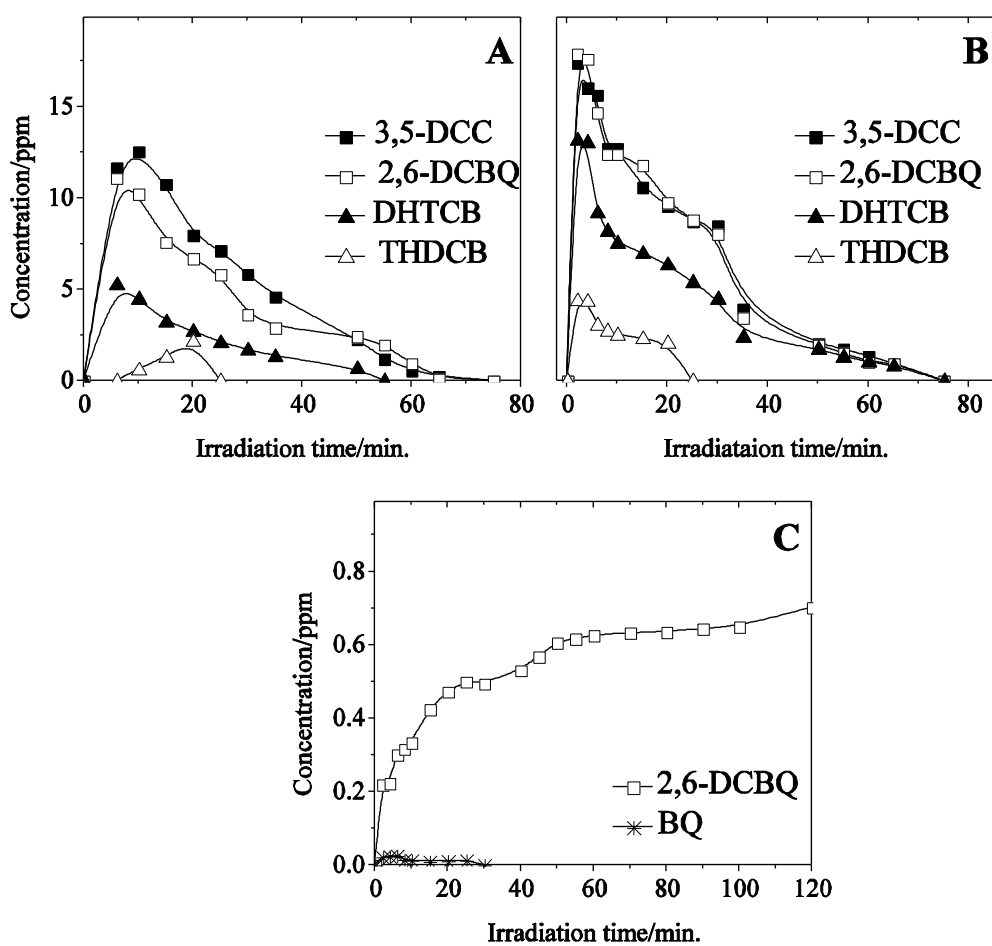 A
3,5-DCC
2,6-DCBQ
DHTCB
THDCB
Concentration/ppm
15
10
5
0
0 20 40 60 80
Irradiation time/min.
B
3,5-DCC
2,6-DCBQ
DHTCB
THDCB
0 20 40 60 80
Irradiataion time/min.
C
Concentration/ppm
0.8
0.6
0.4
0.2
0.0
2,6-DCBQ
BQ
0 20 40 60 80 100 120
Irradiation time/min.